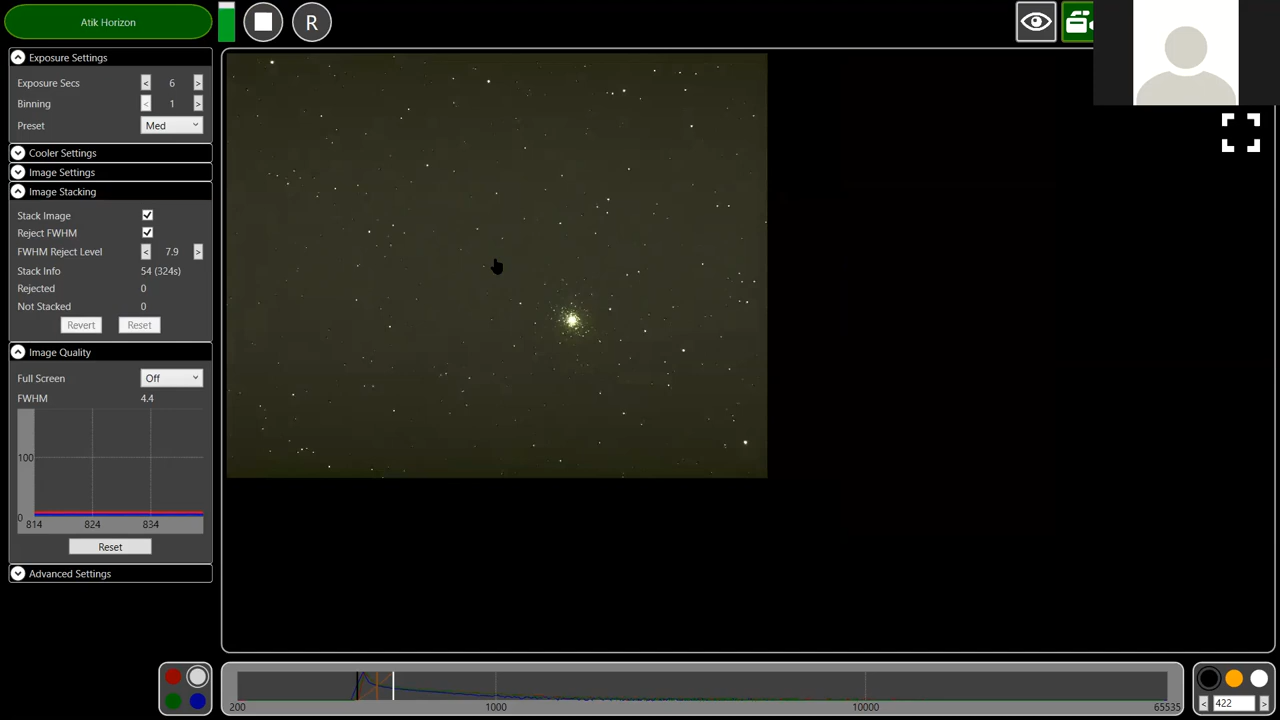 Atik Horizon
R
Exposure Settings
Exposure Secs < 6 >
Binning < 1 >
Preset Med
Cooler Settings
Image Settings
Image Stacking
Stack Image
Reject FWHM
FWHM Reject Level < 7.9 >
Stack Info 54 (324s)
Rejected 0
Not Stacked 0
Revert Reset
Image Quality
Full Screen Off
FWHM 4.4
100
0
814 824 834
Reset
Advanced Settings
200 1000 10000 65535
< 422 >